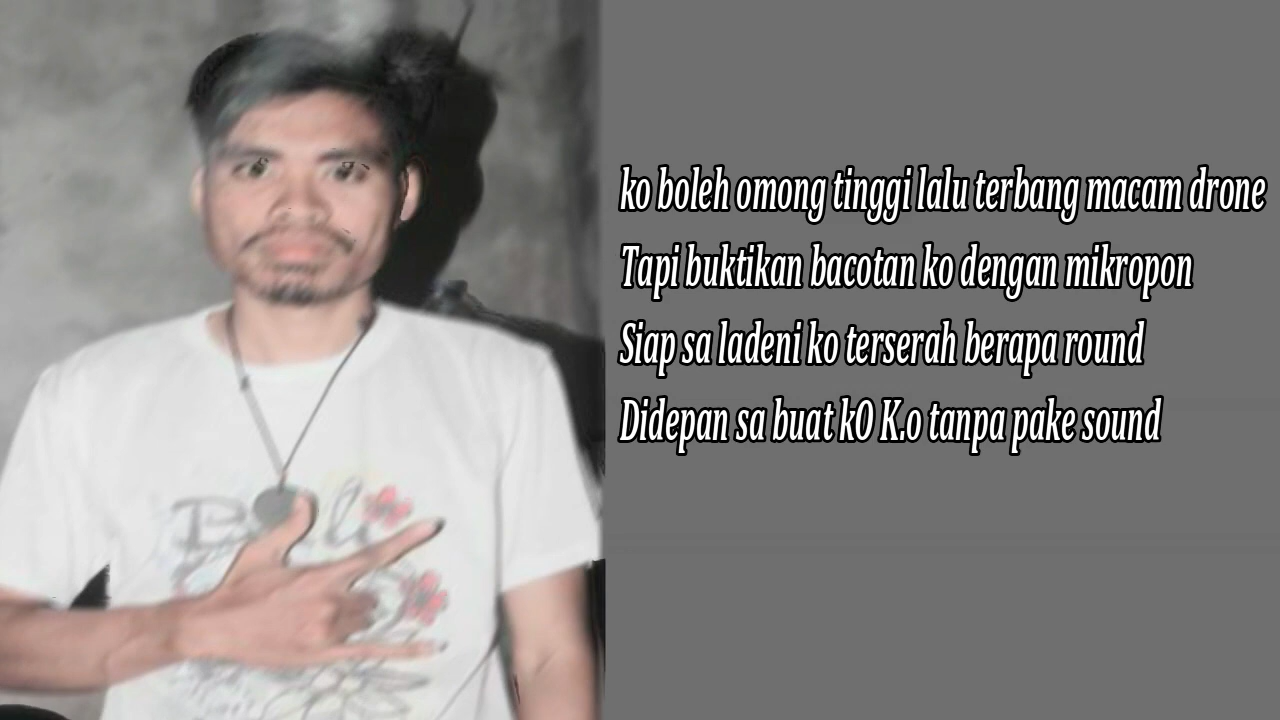 ko boleh omong tinggi lalu terbang macam drone
Tapi buktikan bacotan ko dengan mikropon
Siap sa ladeni ko terserah berapa round
Didepan sa buat kO K.o tanpa pake sound